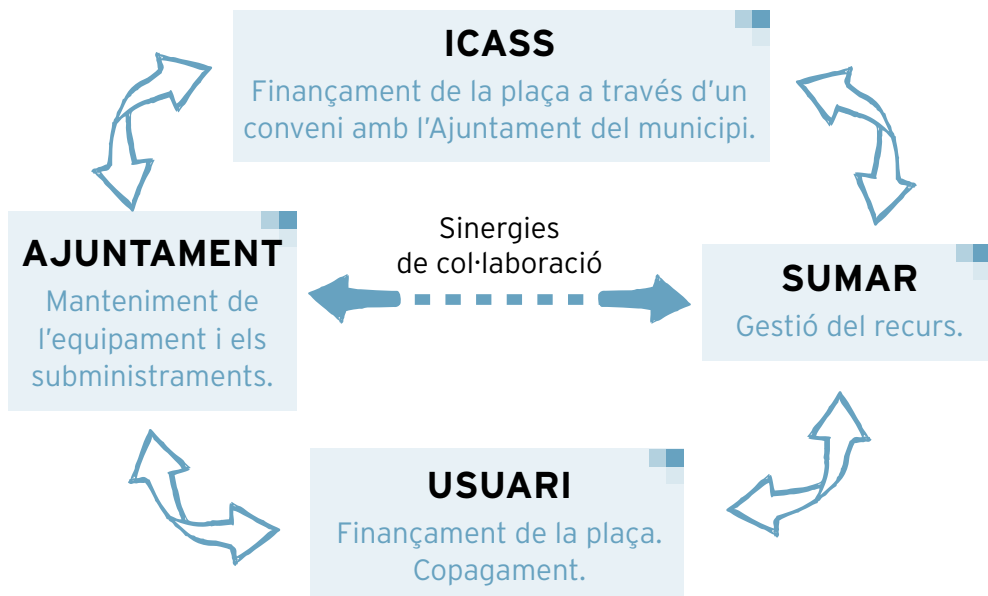 ICASS
Finançament de la plaça a través d'un
conveni amb l'Ajuntament del municipi.
AJUNTAMENT
Manteniment de
l'equipament i els
subministraments.
Sinergies
de col·laboració
SUMAR
Gestió del recurs.
USUARI
Finançament de la plaça.
Copagament.